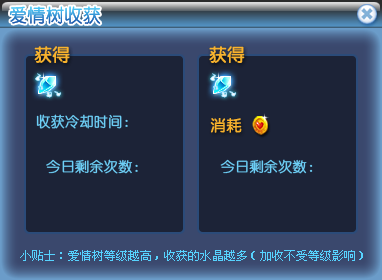 爱情树收获
获得
收获冷却时间：
今日剩余次数：
获得
消耗
今日剩余次数：
小贴士：爱情树等级越高，收获的水晶越多（加收不受等级影响）